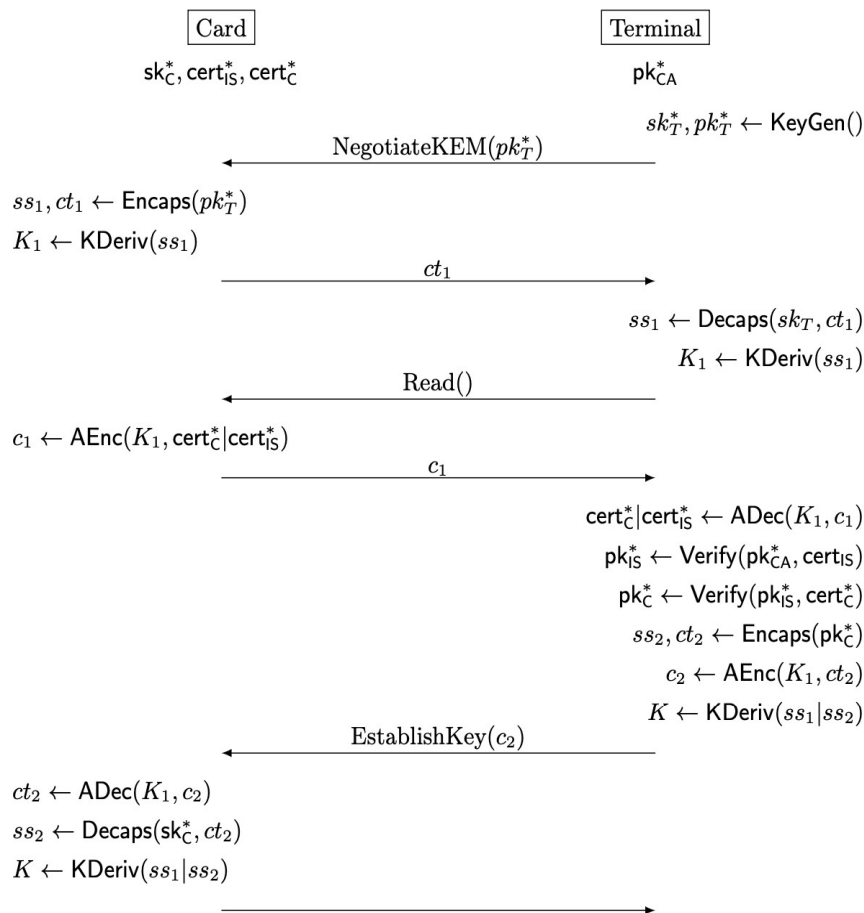 Card Terminal
sk*_C, cert*_IS, cert*_C pk*_CA
sk*_T, pk*_T ← KeyGen()
NegotiateKEM(pk*_T)
ss_1, ct_1 ← Encaps(pk*_T)
K_1 ← KDeriv(ss_1)
ct_1
ss_1 ← Decaps(sk_T, ct_1)
K_1 ← KDeriv(ss_1)
Read()
c_1 ← AEnc(K_1, cert*_C|cert*_IS)
c_1
cert*_C|cert*_IS ← ADec(K_1, c_1)
pk*_IS ← Verify(pk*_CA, cert_IS)
pk*_C ← Verify(pk*_IS, cert*_C)
ss_2, ct_2 ← Encaps(pk*_C)
c_2 ← AEnc(K_1, ct_2)
K ← KDeriv(ss_1|ss_2)
EstablishKey(c_2)
ct_2 ← ADec(K_1, c_2)
ss_2 ← Decaps(sk*_C, ct_2)
K ← KDeriv(ss_1|ss_2)